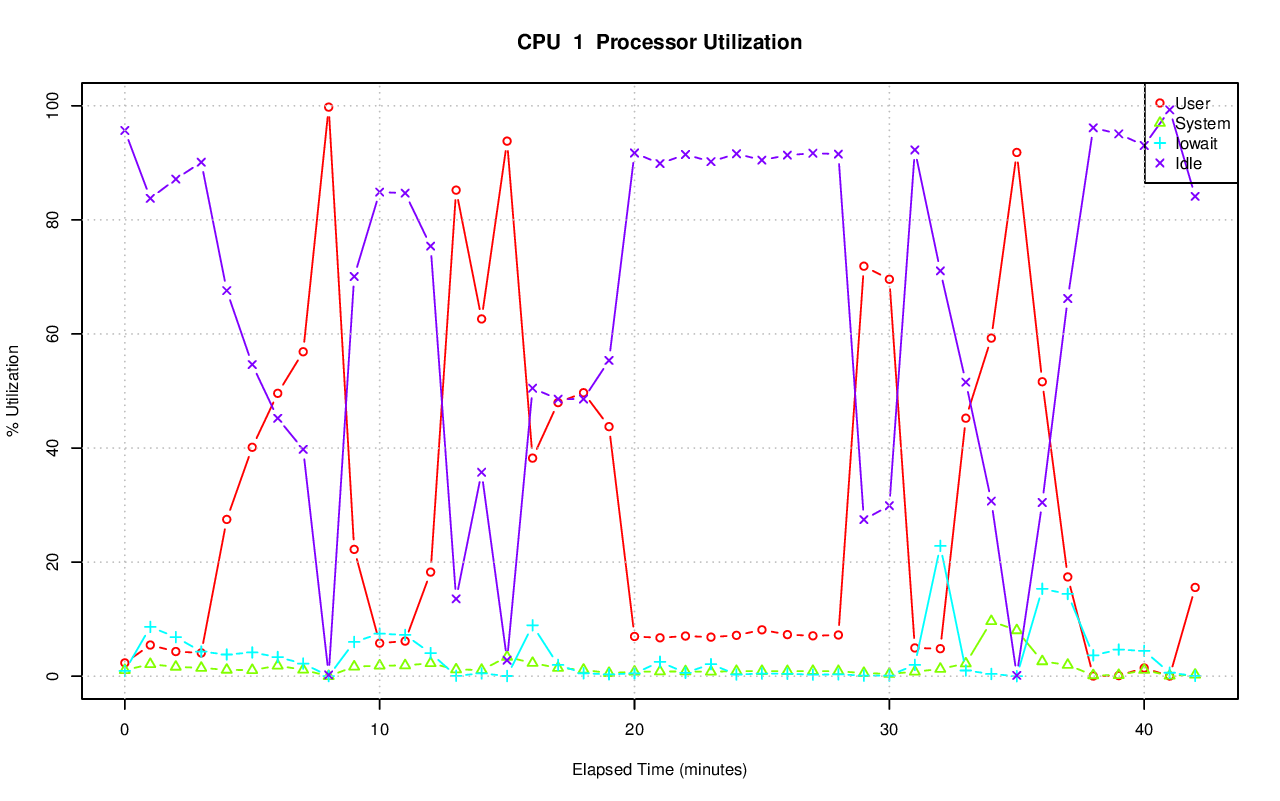 CPU 1 Processor Utilization
% Utilization
100
80
60
40
20
0
User
System
Iowait
Idle
0 10 20 30 40
Elapsed Time (minutes)